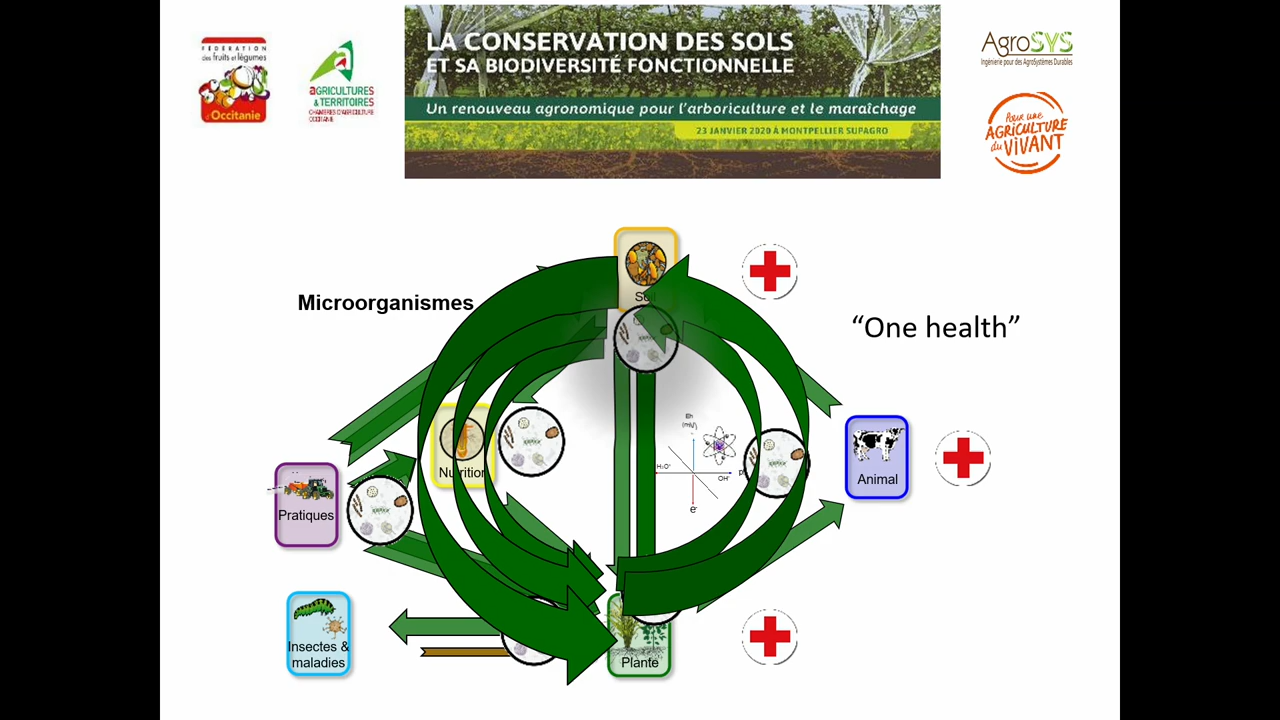 FÉDÉRATION
des fruits et légumes
d'Occitanie
AGRICULTURES
& TERRITOIRES
CHAMBRES D'AGRICULTURE
OCCITANIE
LA CONSERVATION DES SOLS
ET SA BIODIVERSITÉ FONCTIONNELLE
Un renouveau agronomique pour l'arboriculture et le maraîchage
23 JANVIER 2020 À MONTPELLIER SUPAGRO
AgroSYS
Ingénierie pour des AgroSystèmes Durables
Pour une
AGRICULTURE
du VIVANT
Microorganismes
"One health"
Nutrition
Eh
(mV)
H₃O⁺
OH⁻
e⁻
Animal
Pratiques
Insectes &
maladies
Plante